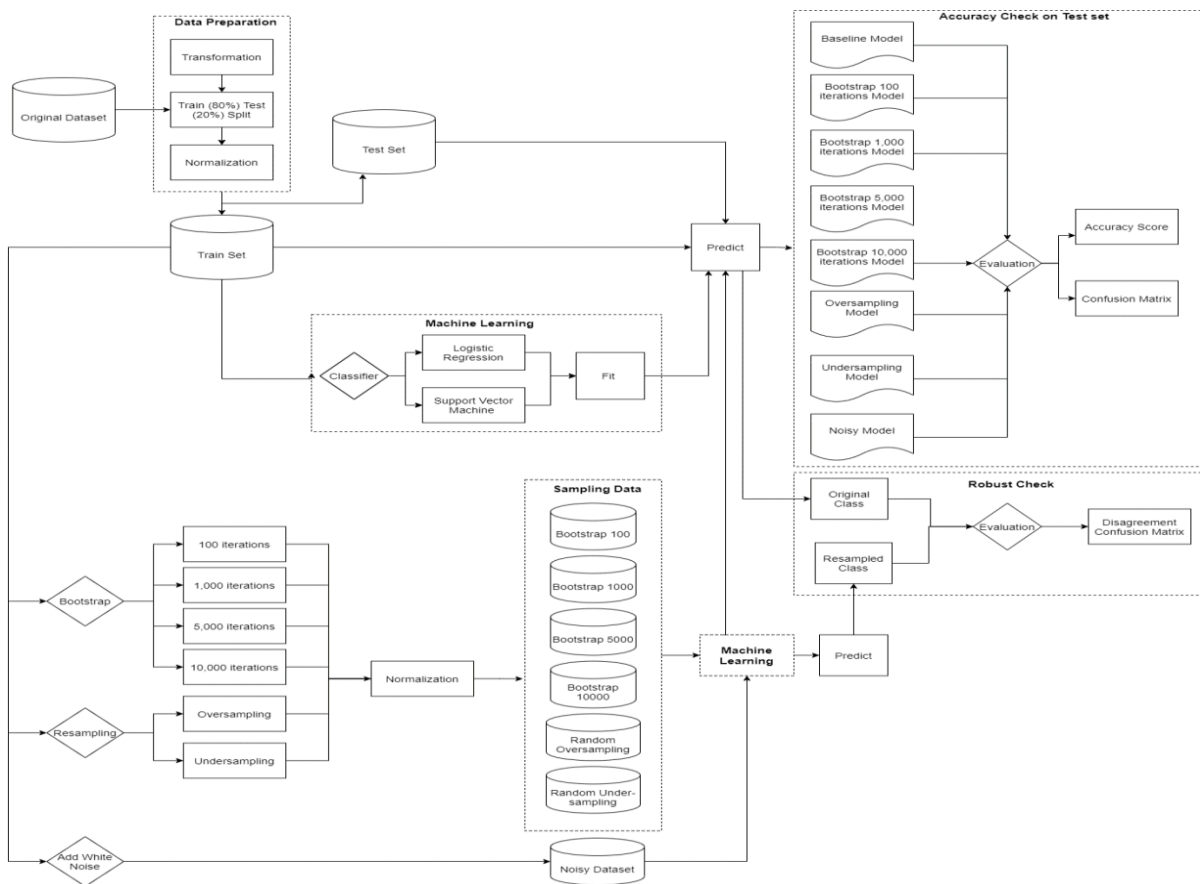 Data Preparation
Transformation
Original Dataset
Train (80%) Test
(20%) Split
Normalization
Test Set
Train Set
Predict
Machine Learning
Classifier
Logistic
Regression
Support Vector
Machine
Fit
Accuracy Check on Test set
Baseline Model
Bootstrap 100
iterations Model
Bootstrap 1,000
iterations Model
Bootstrap 5,000
iterations Model
Bootstrap 10,000
iterations Model
Oversampling
Model
Undersampling
Model
Noisy Model
Evaluation
Accuracy Score
Confusion Matrix
Robust Check
Original
Class
Resampled
Class
Evaluation
Disagreement
Confusion Matrix
Bootstrap
100 iterations
1,000 iterations
5,000 iterations
10,000 iterations
Resampling
Oversampling
Undersampling
Normalization
Sampling Data
Bootstrap 100
Bootstrap 1000
Bootstrap 5000
Bootstrap
10000
Random
Oversampling
Random Under-
sampling
Machine
Learning
Predict
Add White
Noise
Noisy Dataset